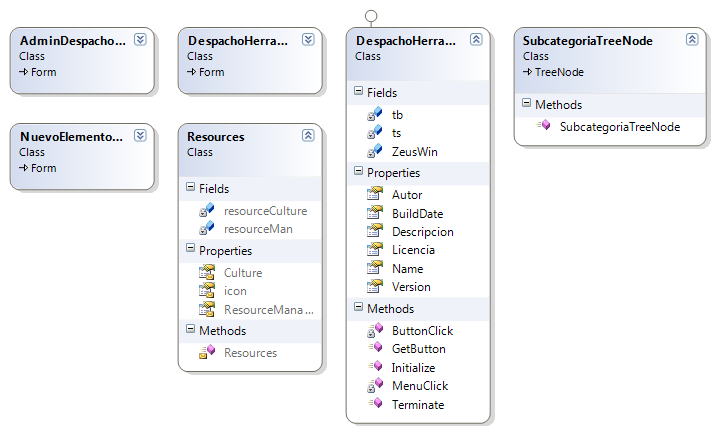 AdminDespacho...
Class
Form
NuevoElemento...
Class
Form
DespachoHerra...
Class
Form
Resources
Class
Fields
resourceCulture
resourceMan
Properties
Culture
icon
ResourceMana...
Methods
Resources
DespachoHerra...
Class
Fields
tb
ts
ZeusWin
Properties
Autor
BuildDate
Descripcion
Licencia
Name
Version
Methods
ButtonClick
GetButton
Initialize
MenuClick
Terminate
SubcategoriaTreeNode
Class
TreeNode
Methods
SubcategoriaTreeNode